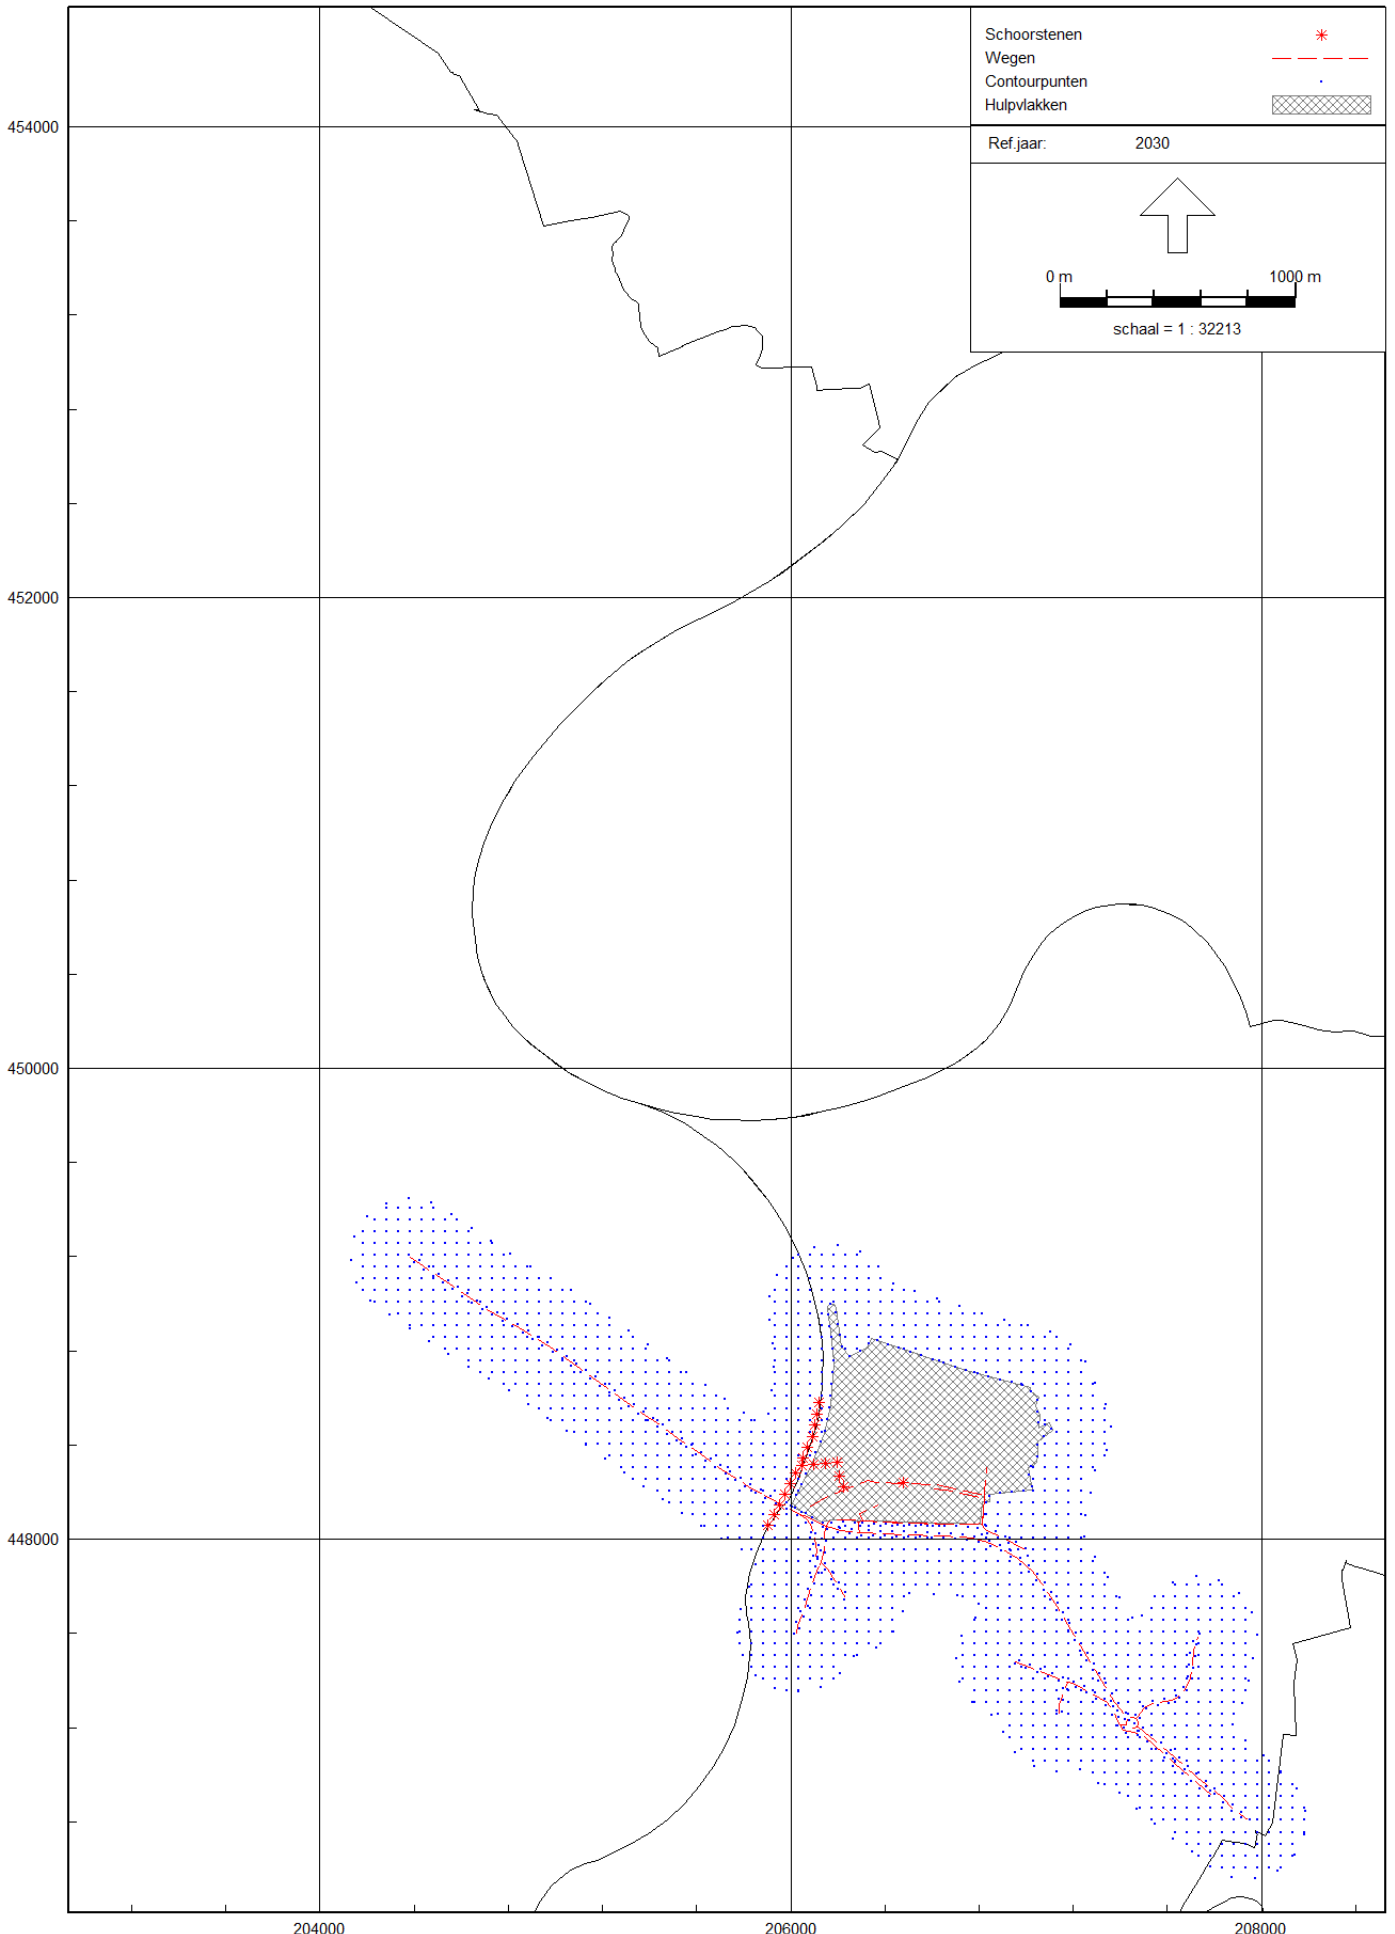 Schoorstenen
Wegen
Contourpunten
Hulpvlakken
Ref.jaar: 2030
0 m 1000 m
schaal = 1 : 32213
454000
452000
450000
448000
204000 206000 208000